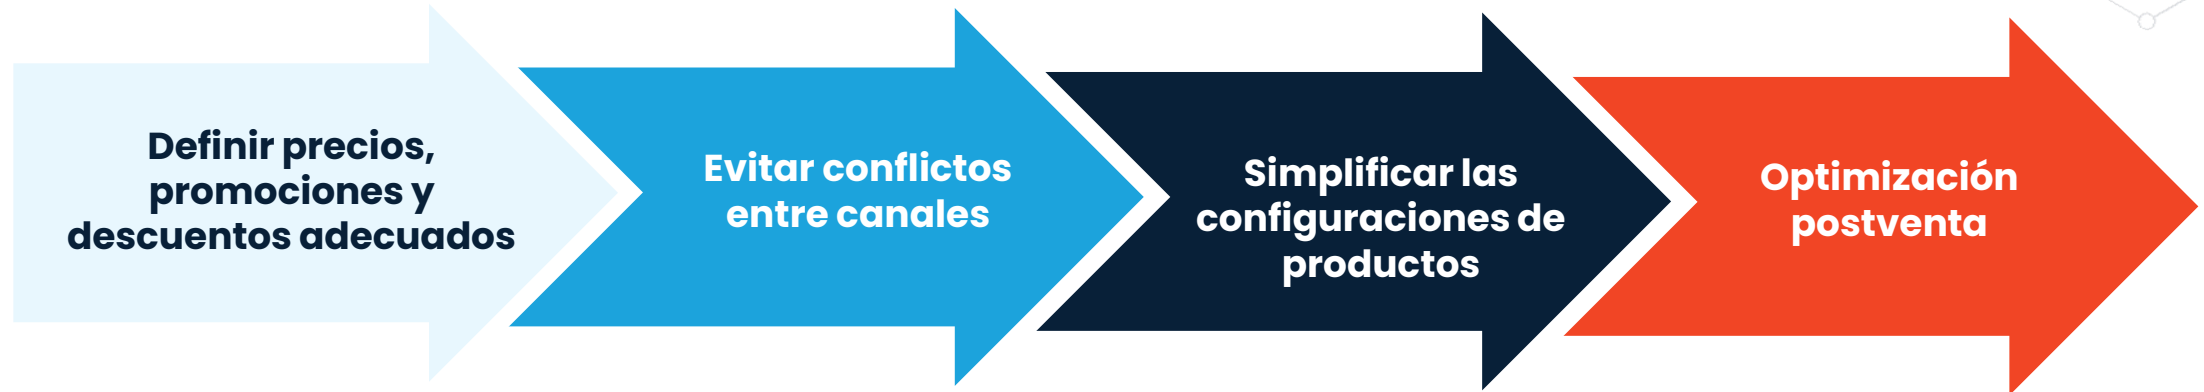 Definir precios,
promociones y
descuentos adecuados
Evitar conflictos
entre canales
Simplificar las
configuraciones de
productos
Optimización
postventa